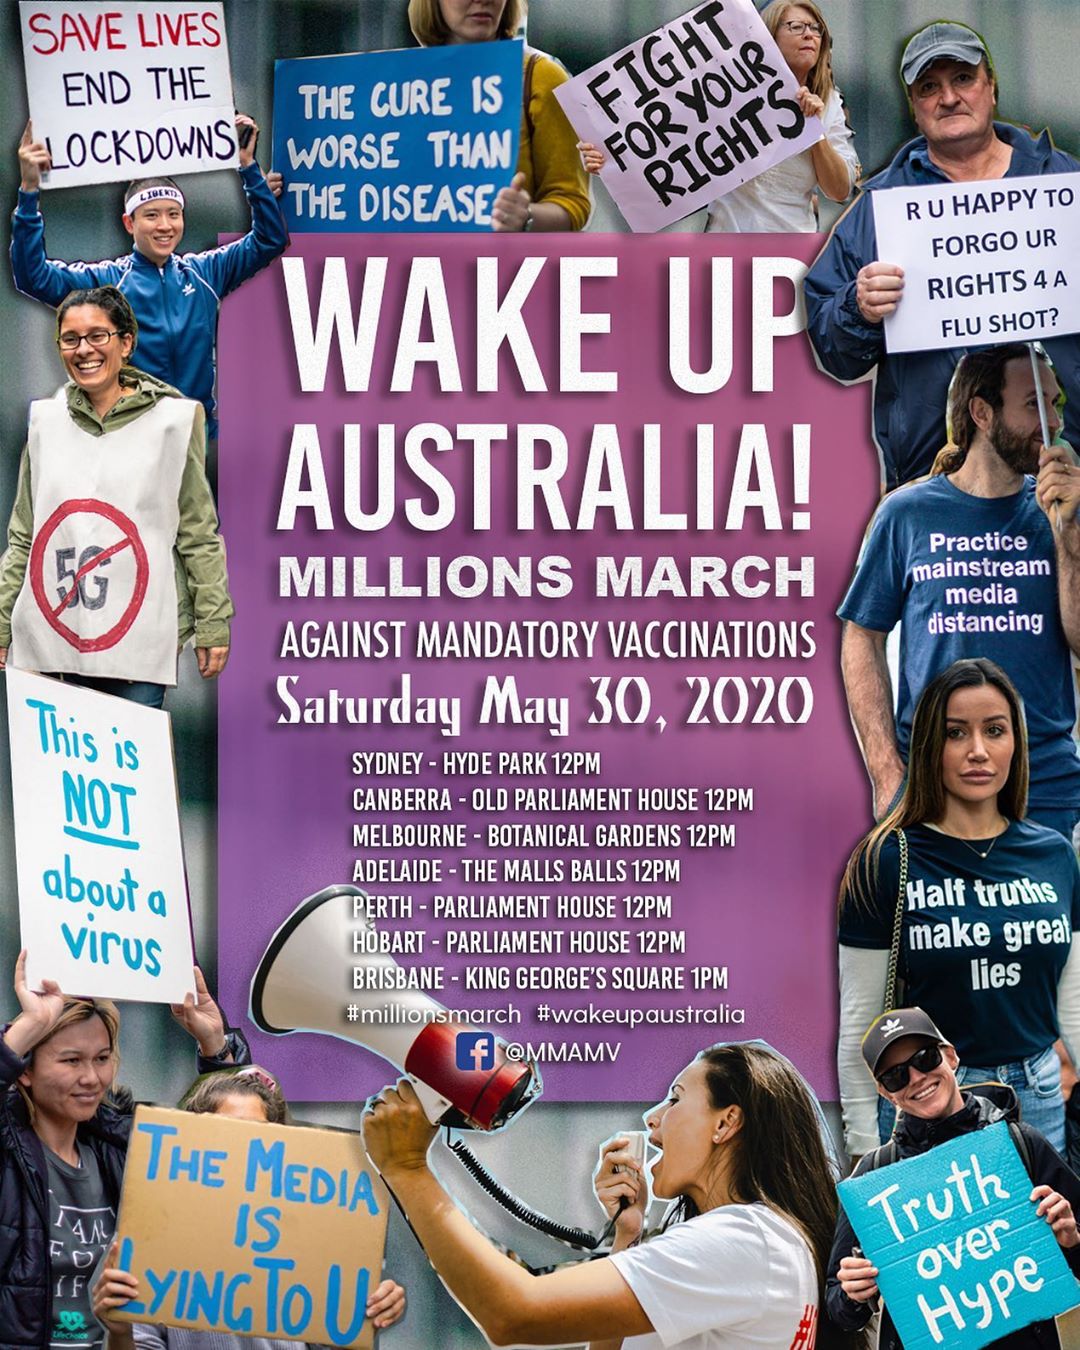 SAVE LIVES
END THE
LOCKDOWNS
LIBERTY
THE CURE IS
WORSE THAN
THE DISEASE
FIGHT
FOR YOUR
RIGHTS
R U HAPPY TO
FORGO UR
RIGHTS 4 A
FLU SHOT?
WAKE UP
AUSTRALIA!
MILLIONS MARCH
AGAINST MANDATORY VACCINATIONS
Saturday May 30, 2020
SYDNEY - HYDE PARK 12PM
CANBERRA - OLD PARLIAMENT HOUSE 12PM
MELBOURNE - BOTANICAL GARDENS 12PM
ADELAIDE - THE MALLS BALLS 12PM
PERTH - PARLIAMENT HOUSE 12PM
HOBART - PARLIAMENT HOUSE 12PM
BRISBANE - KING GEORGE'S SQUARE 1PM
#millionsmarch #wakeupaustralia
f @MMAMV
5G
Practice
mainstream
media
distancing
This is
NOT
about a
virus
Half truths
make great
lies
I AM
THE MEDIA
IS
LYING TO U
Truth
over
Hype